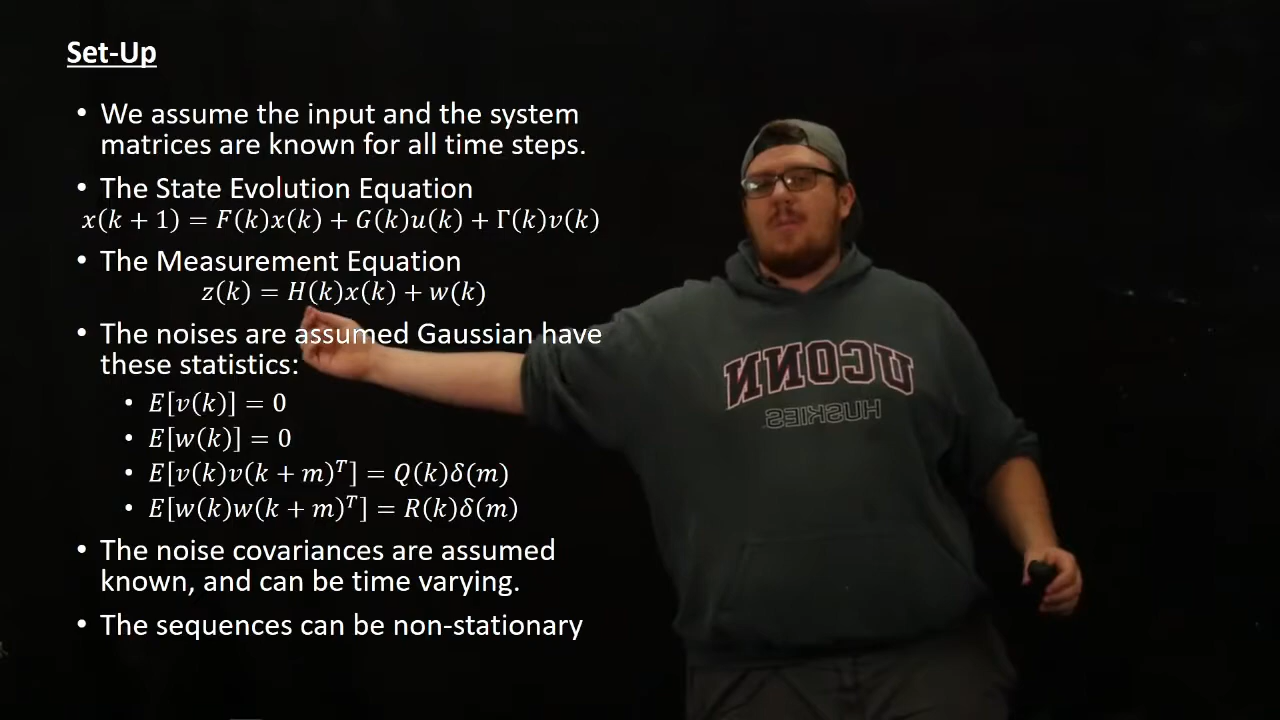 Set-Up
• We assume the input and the system
matrices are known for all time steps.
• The State Evolution Equation
x(k + 1) = F(k)x(k) + G(k)u(k) + Γ(k)v(k)
• The Measurement Equation
z(k) = H(k)x(k) + w(k)
• The noises are assumed Gaussian have
these statistics:
• E[v(k)] = 0
• E[w(k)] = 0
• E[v(k)v(k + m)ᵀ] = Q(k)δ(m)
• E[w(k)w(k + m)ᵀ] = R(k)δ(m)
• The noise covariances are assumed
known, and can be time varying.
• The sequences can be non-stationary
UCONN
HUSKIES